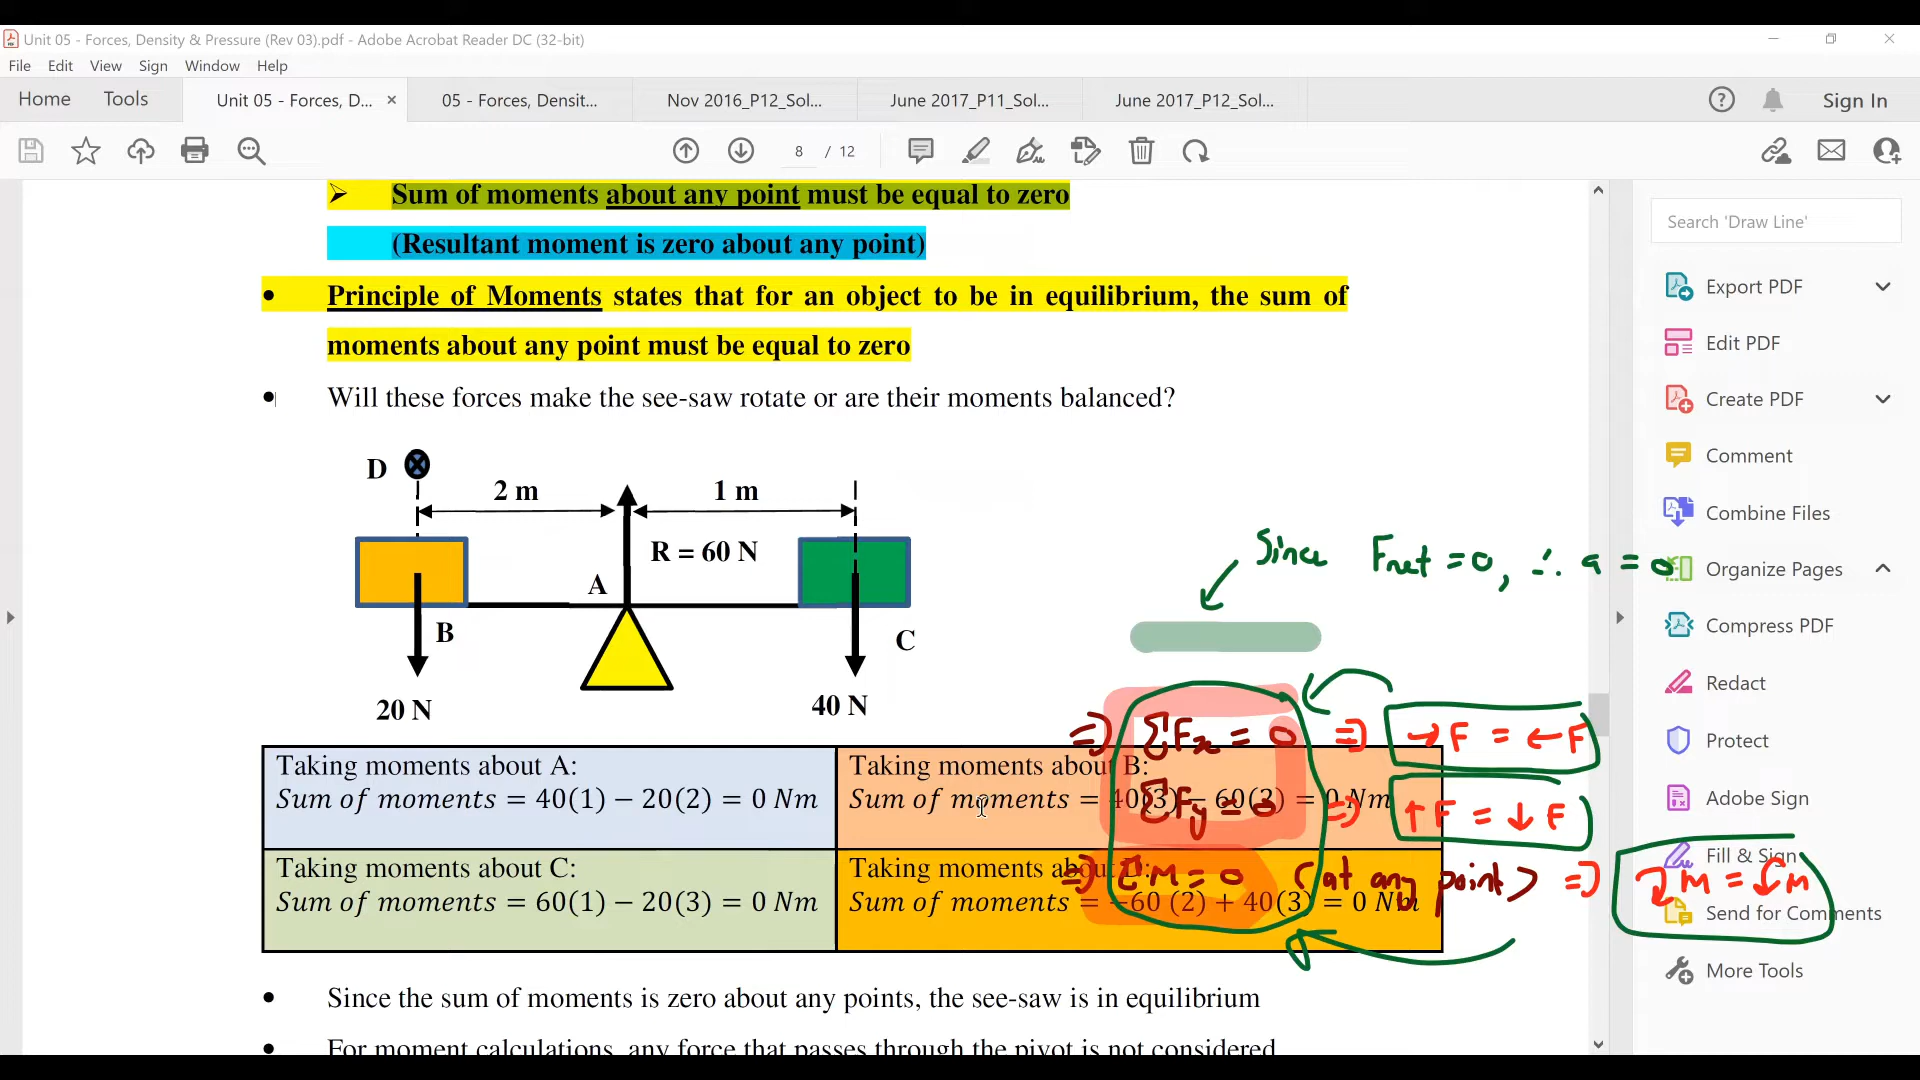 Unit 05 - Forces, Density & Pressure (Rev 03).pdf - Adobe Acrobat Reader DC (32-bit)
File Edit View Sign Window Help
Home Tools Unit 05 - Forces, D... × 05 - Forces, Densit... Nov 2016_P12_Sol... June 2017_P11_Sol... June 2017_P12_Sol... Sign In
8 / 12
Sum of moments about any point must be equal to zero
(Resultant moment is zero about any point)
• Principle of Moments states that for an object to be in equilibrium, the sum of
moments about any point must be equal to zero
• Will these forces make the see-saw rotate or are their moments balanced?
D
2 m 1 m
R = 60 N
A
B
C
20 N
40 N
Since Fnet = 0, ∴ a = 0
=> ΣFx = 0 => →F = ←F
ΣFy = 0 => ↑F = ↓F
=> ΣM = 0 (at any point) => ↻M = ↺M
Taking moments about A:
Sum of moments = 40(1) − 20(2) = 0 Nm
Taking moments about B:
Sum of moments = 40(3) − 60(2) = 0 Nm
Taking moments about C:
Sum of moments = 60(1) − 20(3) = 0 Nm
Taking moments about D:
Sum of moments = −60 (2) + 40(3) = 0 Nm
• Since the sum of moments is zero about any points, the see-saw is in equilibrium
• For moment calculations, any force that passes through the pivot is not considered
Search 'Draw Line'
Export PDF
Edit PDF
Create PDF
Comment
Combine Files
Organize Pages
Compress PDF
Redact
Protect
Adobe Sign
Fill & Sign
Send for Comments
More Tools